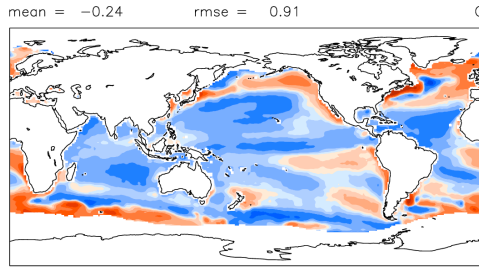 mean = -0.24 rmse = 0.91